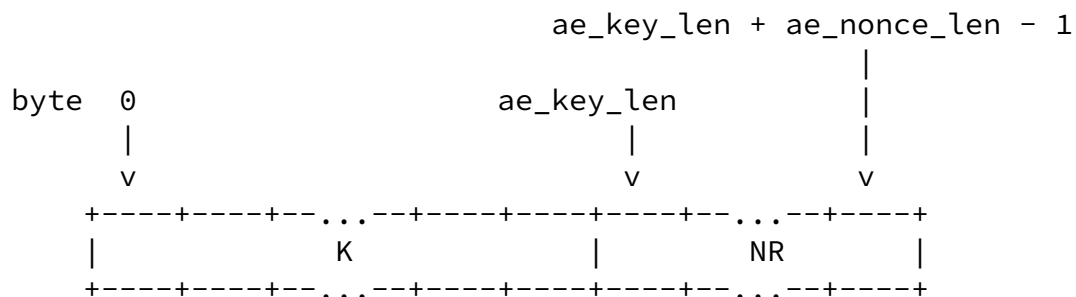 ae_key_len + ae_nonce_len - 1
                                                |
byte  0                    ae_key_len           |
      |                             |           |
      v                             v           v
    +----+----+--...--+----+----+----+--...--+----+
    |             K             |       NR        |
    +----+----+--...--+----+----+----+--...--+----+